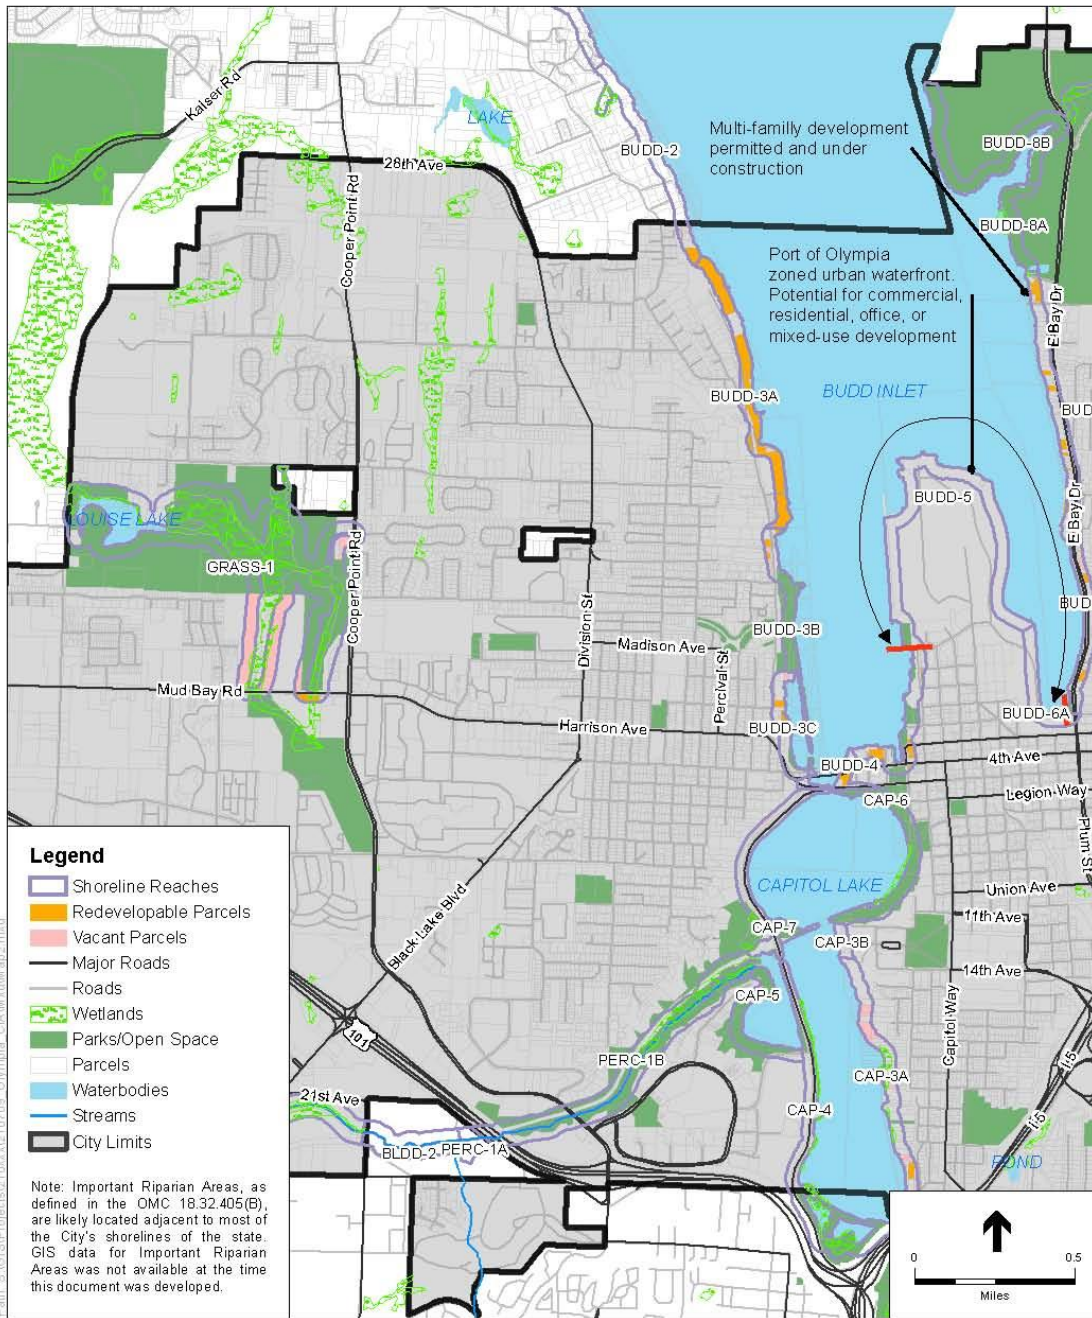 Kaiser Rd
LAKE
28th Ave
Cooper Point Rd
BUDD-2
Multi-familly development
permitted and under
construction
BUDD-8B
BUDD-8A
Port of Olympia
zoned urban waterfront.
Potential for commercial,
residential, office, or
mixed-use development
E Bay Dr
BUDD-3A
BUDD INLET
BUD
BUDD-5
E Bay Dr
LOUISE LAKE
GRASS-1
Cooper Point Rd
Division St
BUD
Madison Ave
BUDD-3B
Percival St
Mud Bay Rd
Harrison Ave
BUDD-3C
BUDD-6A
BUDD-4
4th Ave
CAP-6
Legion Way
Plum St
CAPITOL LAKE
Union Ave
11th Ave
Black Lake Blvd
CAP-7
CAP-3B
14th Ave
CAP-5
Capitol Way
101
PERC-1B
CAP-3A
I-5
21st Ave
CAP-4
I-5
BLDD-2
PERC-1A
POND
Legend
Shoreline Reaches
Redevelopable Parcels
Vacant Parcels
Major Roads
Roads
Wetlands
Parks/Open Space
Parcels
Waterbodies
Streams
City Limits
Note: Important Riparian Areas, as
defined in the OMC 18.32.405(B),
are likely located adjacent to most of
the City's shorelines of the state.
GIS data for Important Riparian
Areas was not available at the time
this document was developed.
0 0.5
Miles